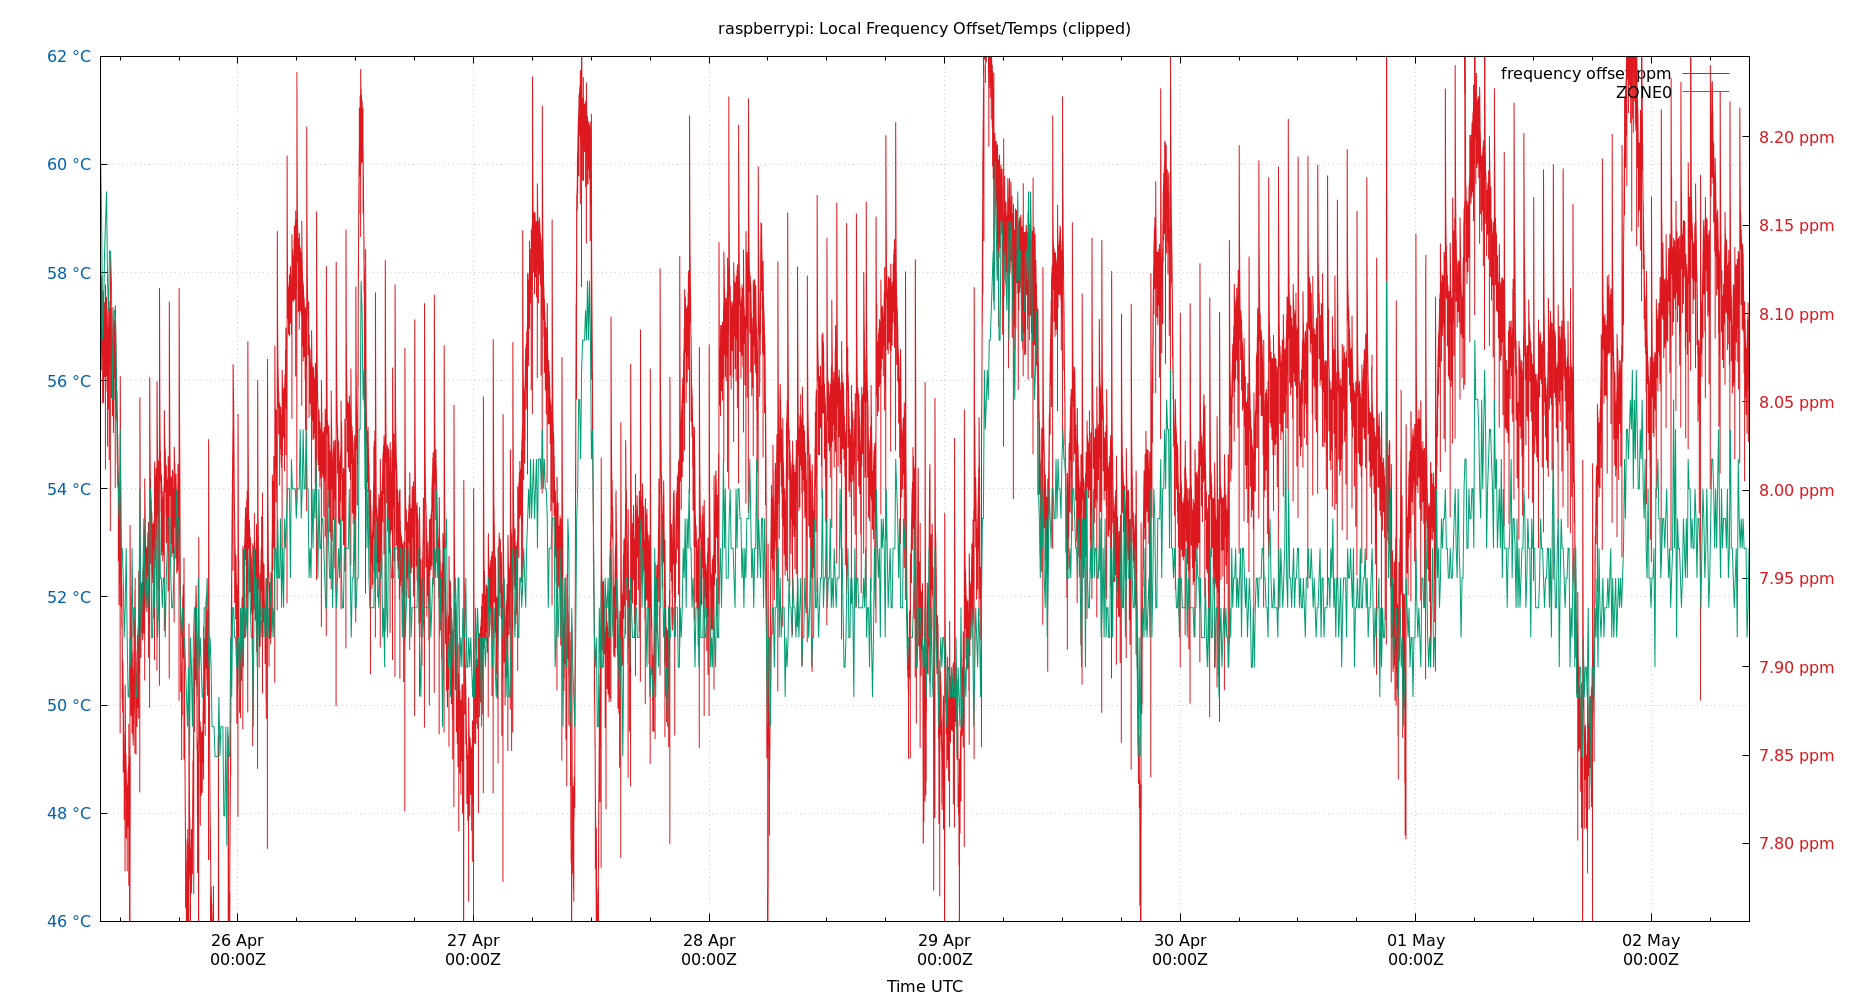 raspberrypi: Local Frequency Offset/Temps (clipped)
62 °C
60 °C
58 °C
56 °C
54 °C
52 °C
50 °C
48 °C
46 °C
frequency offset ppm
ZONE0
8.20 ppm
8.15 ppm
8.10 ppm
8.05 ppm
8.00 ppm
7.95 ppm
7.90 ppm
7.85 ppm
7.80 ppm
26 Apr 27 Apr 28 Apr 29 Apr 30 Apr 01 May 02 May
00:00Z 00:00Z 00:00Z 00:00Z 00:00Z 00:00Z 00:00Z
Time UTC